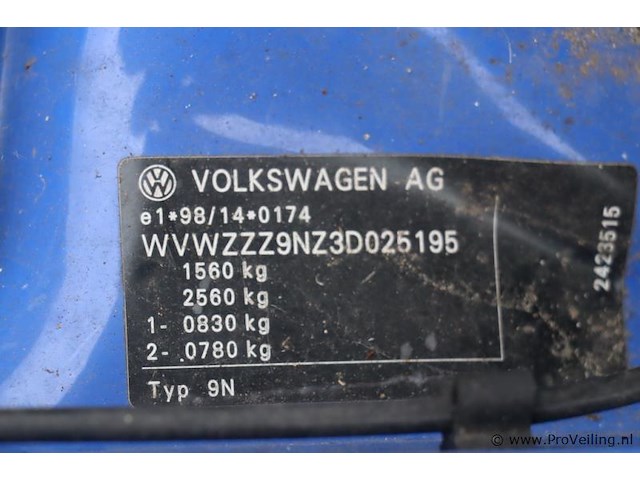 VOLKSWAGEN AG
e1*98/14*0174
WVWZZZ9NZ3D025195
1560 kg
2560 kg
1- 0830 kg
2- 0780 kg
Typ 9N
2423515
© www.ProVeiling.nl